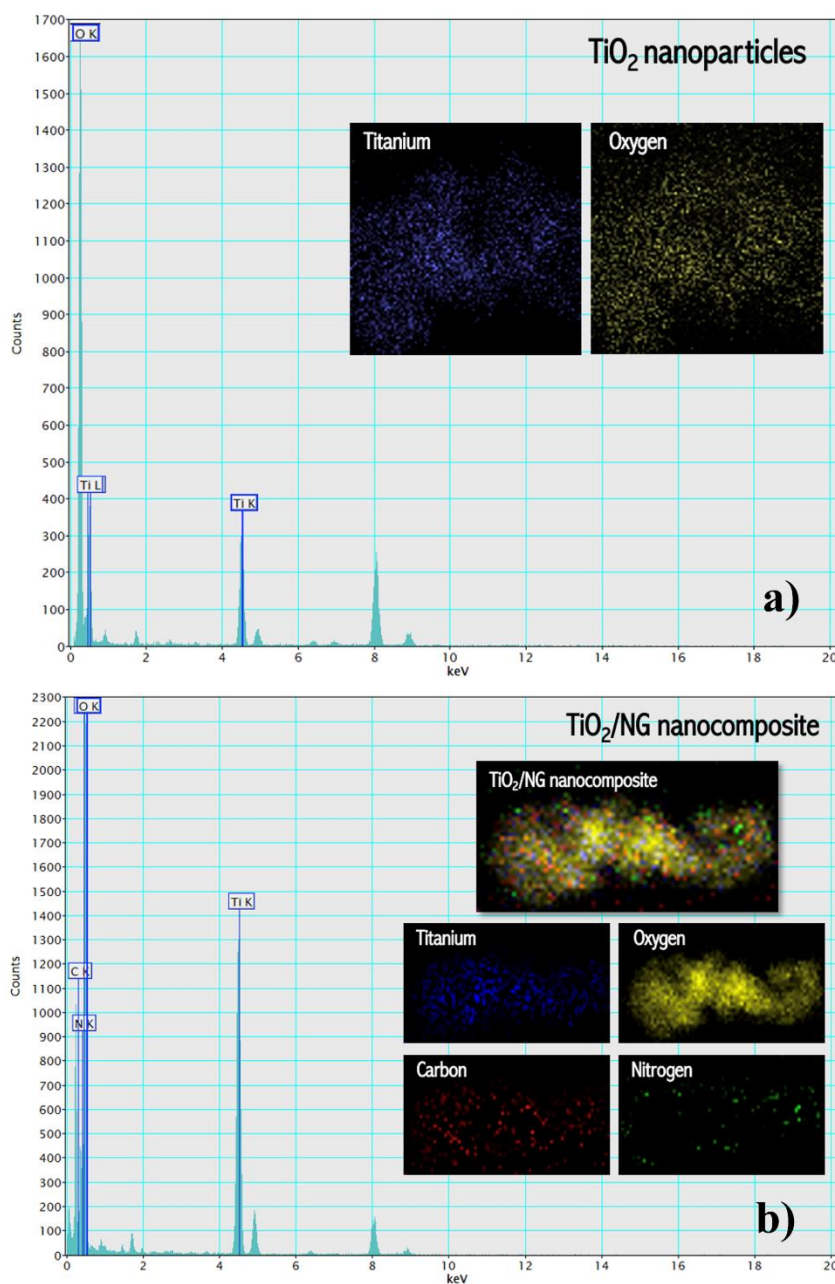 1700
O K
1600
TiO₂ nanoparticles
1500
1400
Titanium
Oxygen
1300
1200
1100
1000
900
Counts
800
700
600
500
Ti L
400
Ti K
300
200
a)
100
0
0 2 4 6 8 10 12 14 16 18 20
keV
2300
O K
2200
TiO₂/NG nanocomposite
2100
2000
TiO₂/NG nanocomposite
1900
1800
1700
1600
1500
Ti K
1400
1300
Titanium
Oxygen
1200
C K
1100
Counts
1000
N K
900
800
Carbon
Nitrogen
700
600
500
400
300
200
b)
100
0
0 2 4 6 8 10 12 14 16 18 20
keV